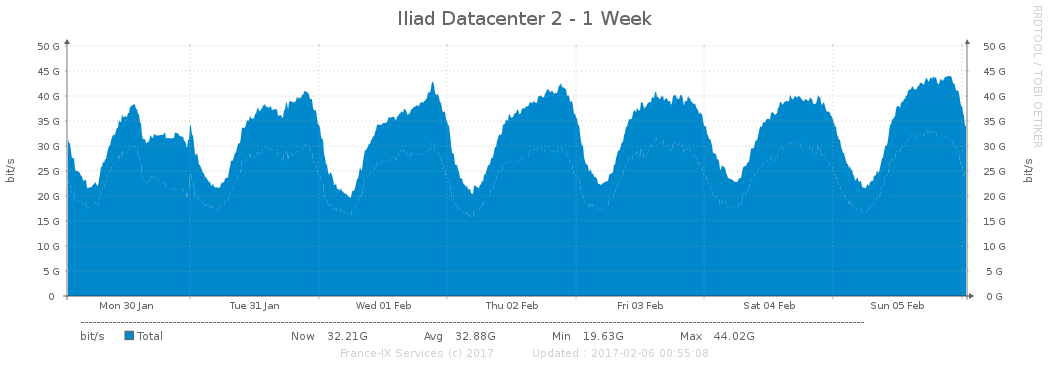 Iliad Datacenter 2 - 1 Week
RRDTOOL / TOBI OETIKER
bit/s
50 G
45 G
40 G
35 G
30 G
25 G
20 G
15 G
10 G
5 G
0
50 G
45 G
40 G
35 G
30 G
25 G
20 G
15 G
10 G
5 G
0 G
bit/s
Mon 30 Jan Tue 31 Jan Wed 01 Feb Thu 02 Feb Fri 03 Feb Sat 04 Feb Sun 05 Feb
bit/s Total Now 32.21G Avg 32.88G Min 19.63G Max 44.02G
France-IX Services (c) 2017 Updated : 2017-02-06 00:55:08